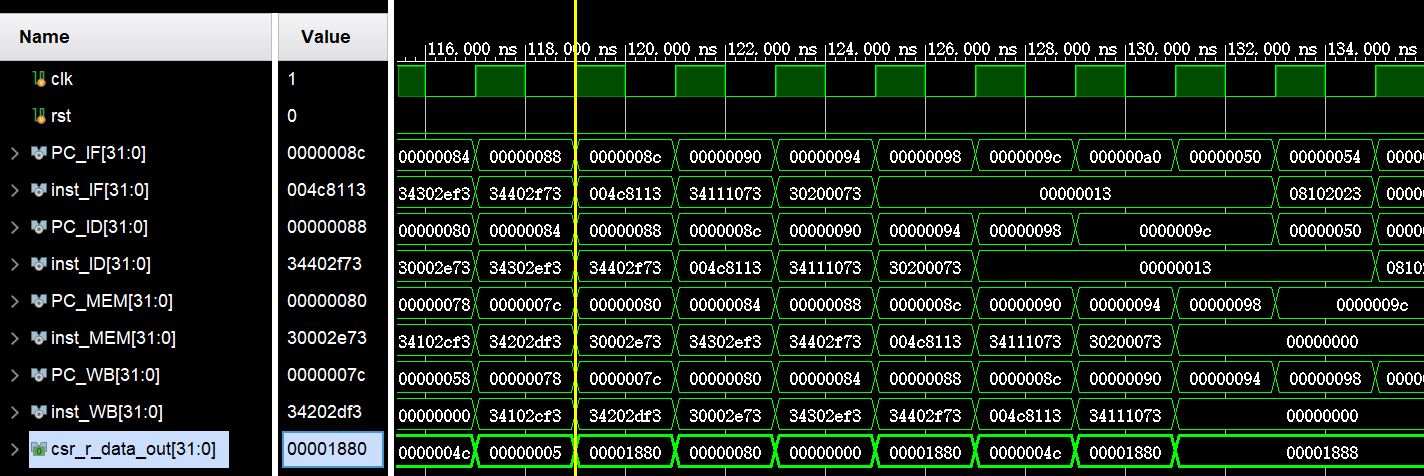 Name Value 116.000 ns 118.000 ns 120.000 ns 122.000 ns 124.000 ns 126.000 ns 128.000 ns 130.000 ns 132.000 ns 134.000 ns
clk 1
rst 0
PC_IF[31:0] 0000008c 00000084 00000088 0000008c 00000090 00000094 00000098 0000009c 000000a0 00000050 00000054 0000
inst_IF[31:0] 004c8113 34302ef3 34402f73 004c8113 34111073 30200073 00000013 08102023 0000
PC_ID[31:0] 00000088 00000080 00000084 00000088 0000008c 00000090 00000094 00000098 0000009c 00000050 0000
inst_ID[31:0] 34402f73 30002e73 34302ef3 34402f73 004c8113 34111073 30200073 00000013 0810
PC_MEM[31:0] 00000080 00000078 0000007c 00000080 00000084 00000088 0000008c 00000090 00000094 00000098 0000009c
inst_MEM[31:0] 30002e73 34102cf3 34202df3 30002e73 34302ef3 34402f73 004c8113 34111073 30200073 00000000
PC_WB[31:0] 0000007c 00000058 00000078 0000007c 00000080 00000084 00000088 0000008c 00000090 00000094 00000098 0000
inst_WB[31:0] 34202df3 00000000 34102cf3 34202df3 30002e73 34302ef3 34402f73 004c8113 34111073 00000000
csr_r_data_out[31:0] 00001880 0000004c 00000005 00001880 00000080 00000000 00001880 0000004c 00001880 00001888